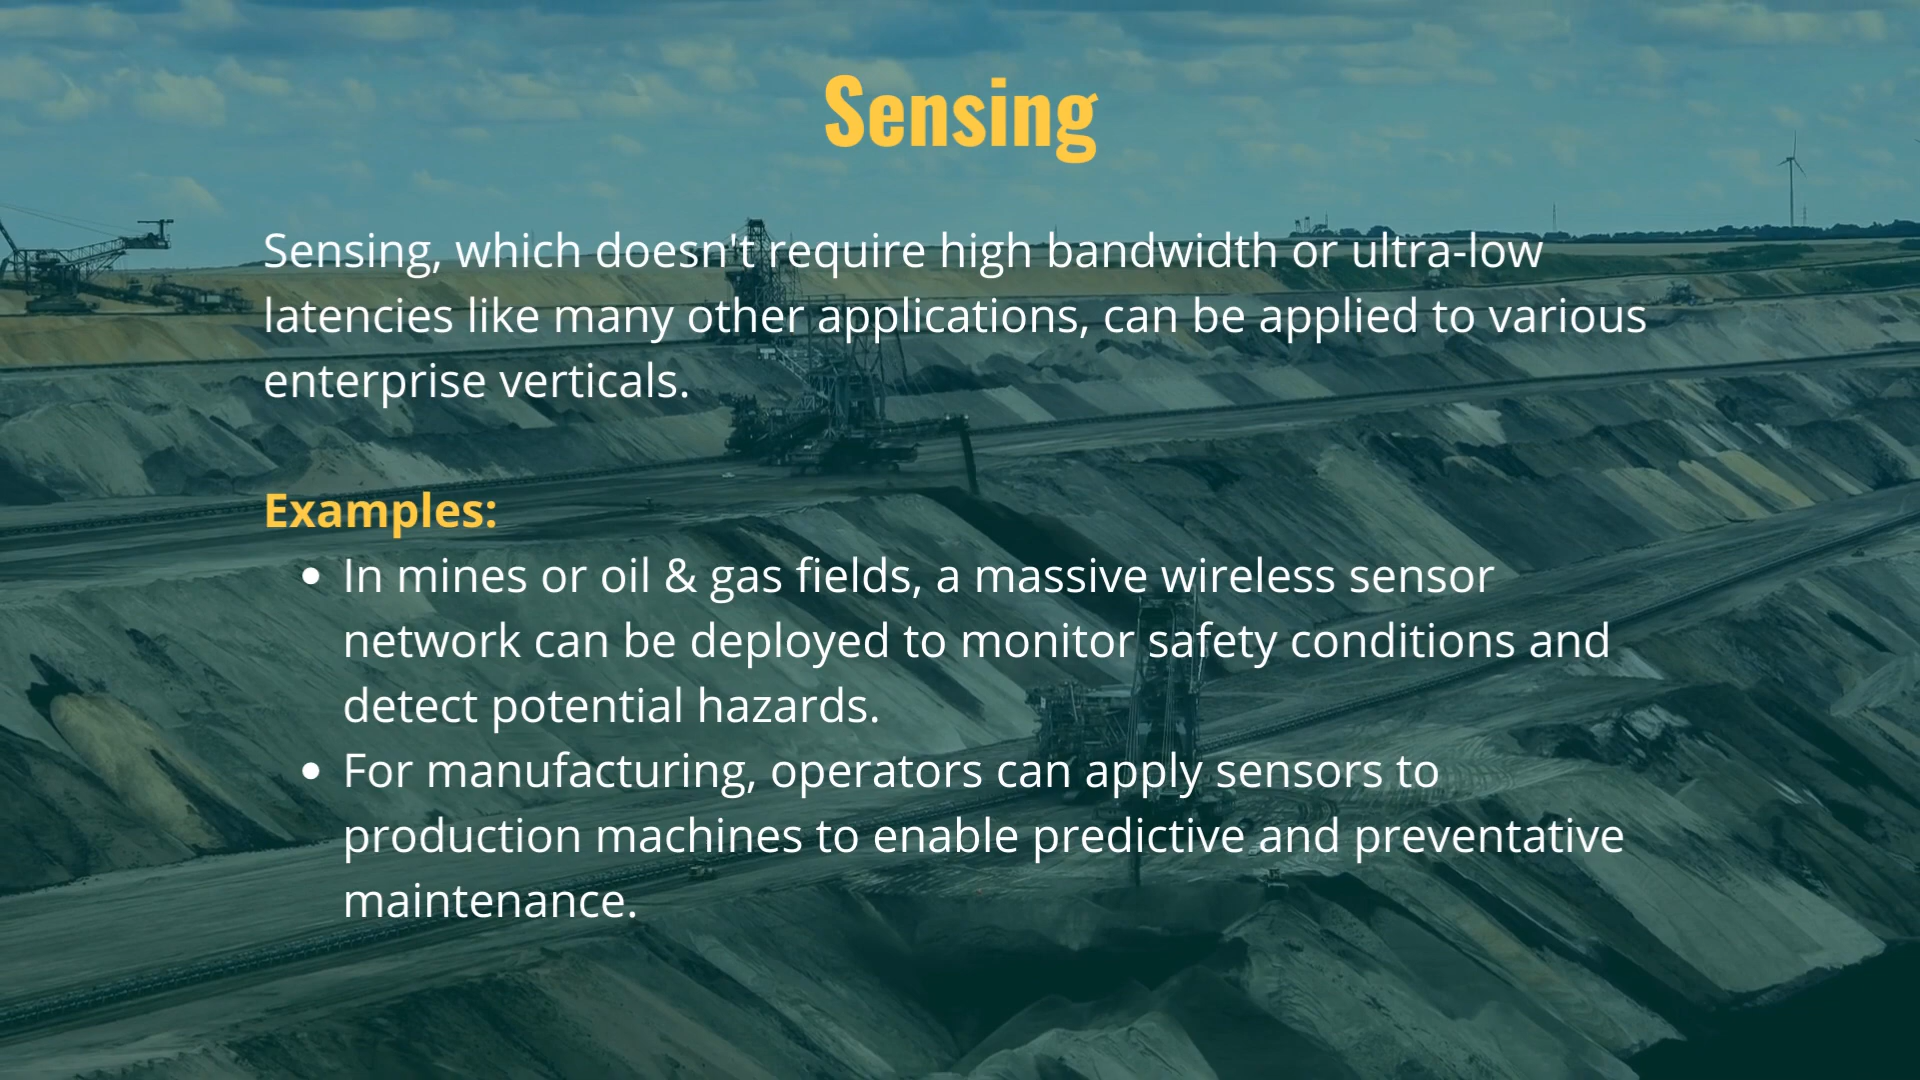 Sensing
Sensing, which doesn't require high bandwidth or ultra-low
latencies like many other applications, can be applied to various
enterprise verticals.
Examples:
• In mines or oil & gas fields, a massive wireless sensor
network can be deployed to monitor safety conditions and
detect potential hazards.
• For manufacturing, operators can apply sensors to
production machines to enable predictive and preventative
maintenance.